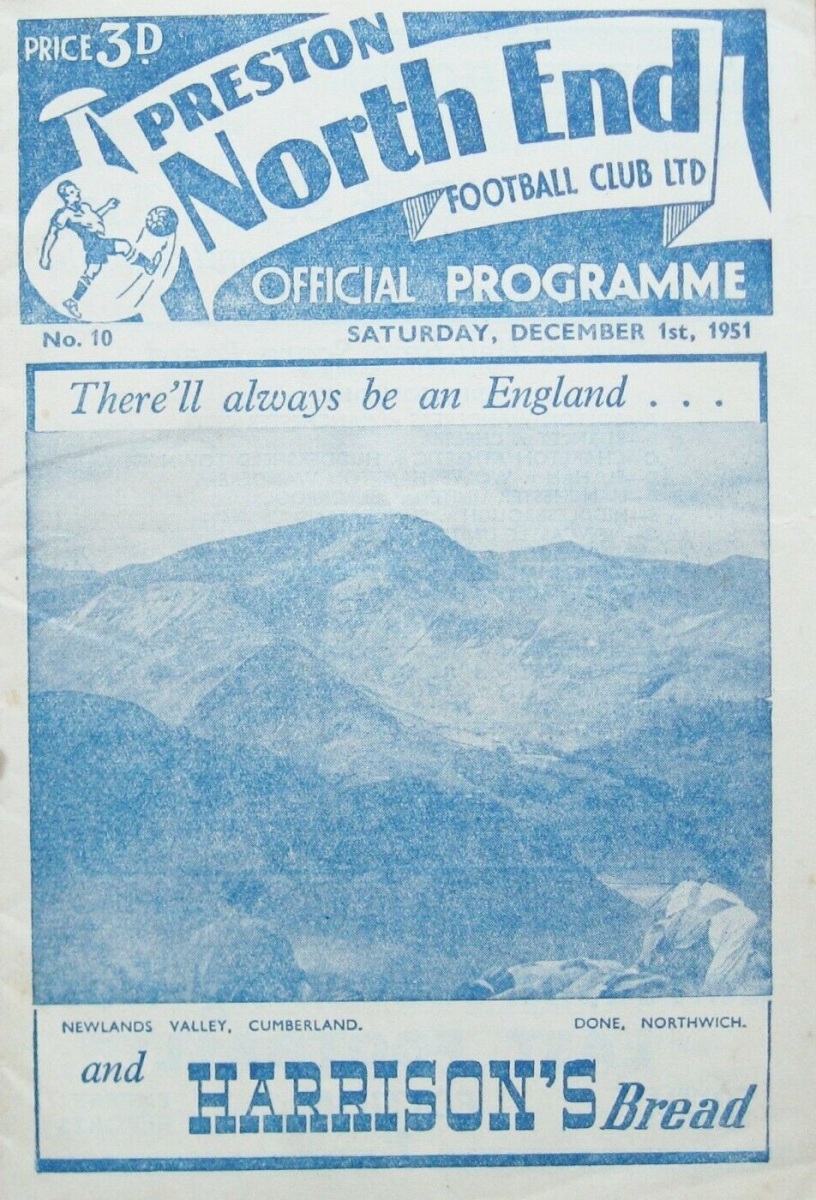 PRICE 3D.
PRESTON
North End
FOOTBALL CLUB LTD
OFFICIAL PROGRAMME
No. 10
SATURDAY, DECEMBER 1st, 1951
There'll always be an England . . .
NEWLANDS VALLEY, CUMBERLAND.
DONE, NORTHWICH.
and
HARRISON'S Bread